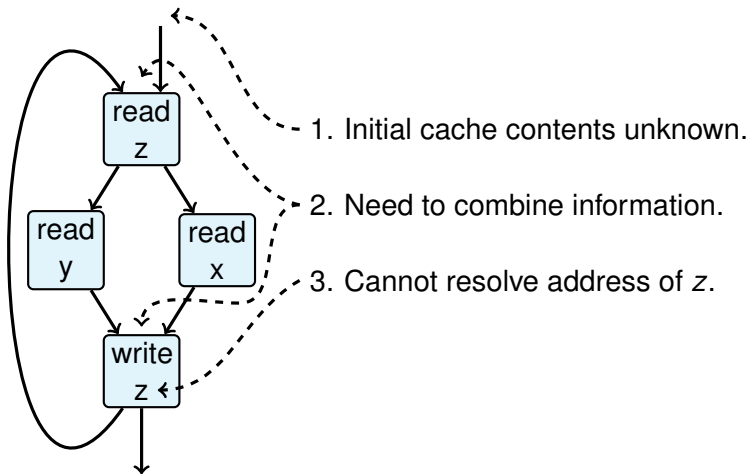 read
z
read
y
read
x
write
z
1. Initial cache contents unknown.
2. Need to combine information.
3. Cannot resolve address of z.